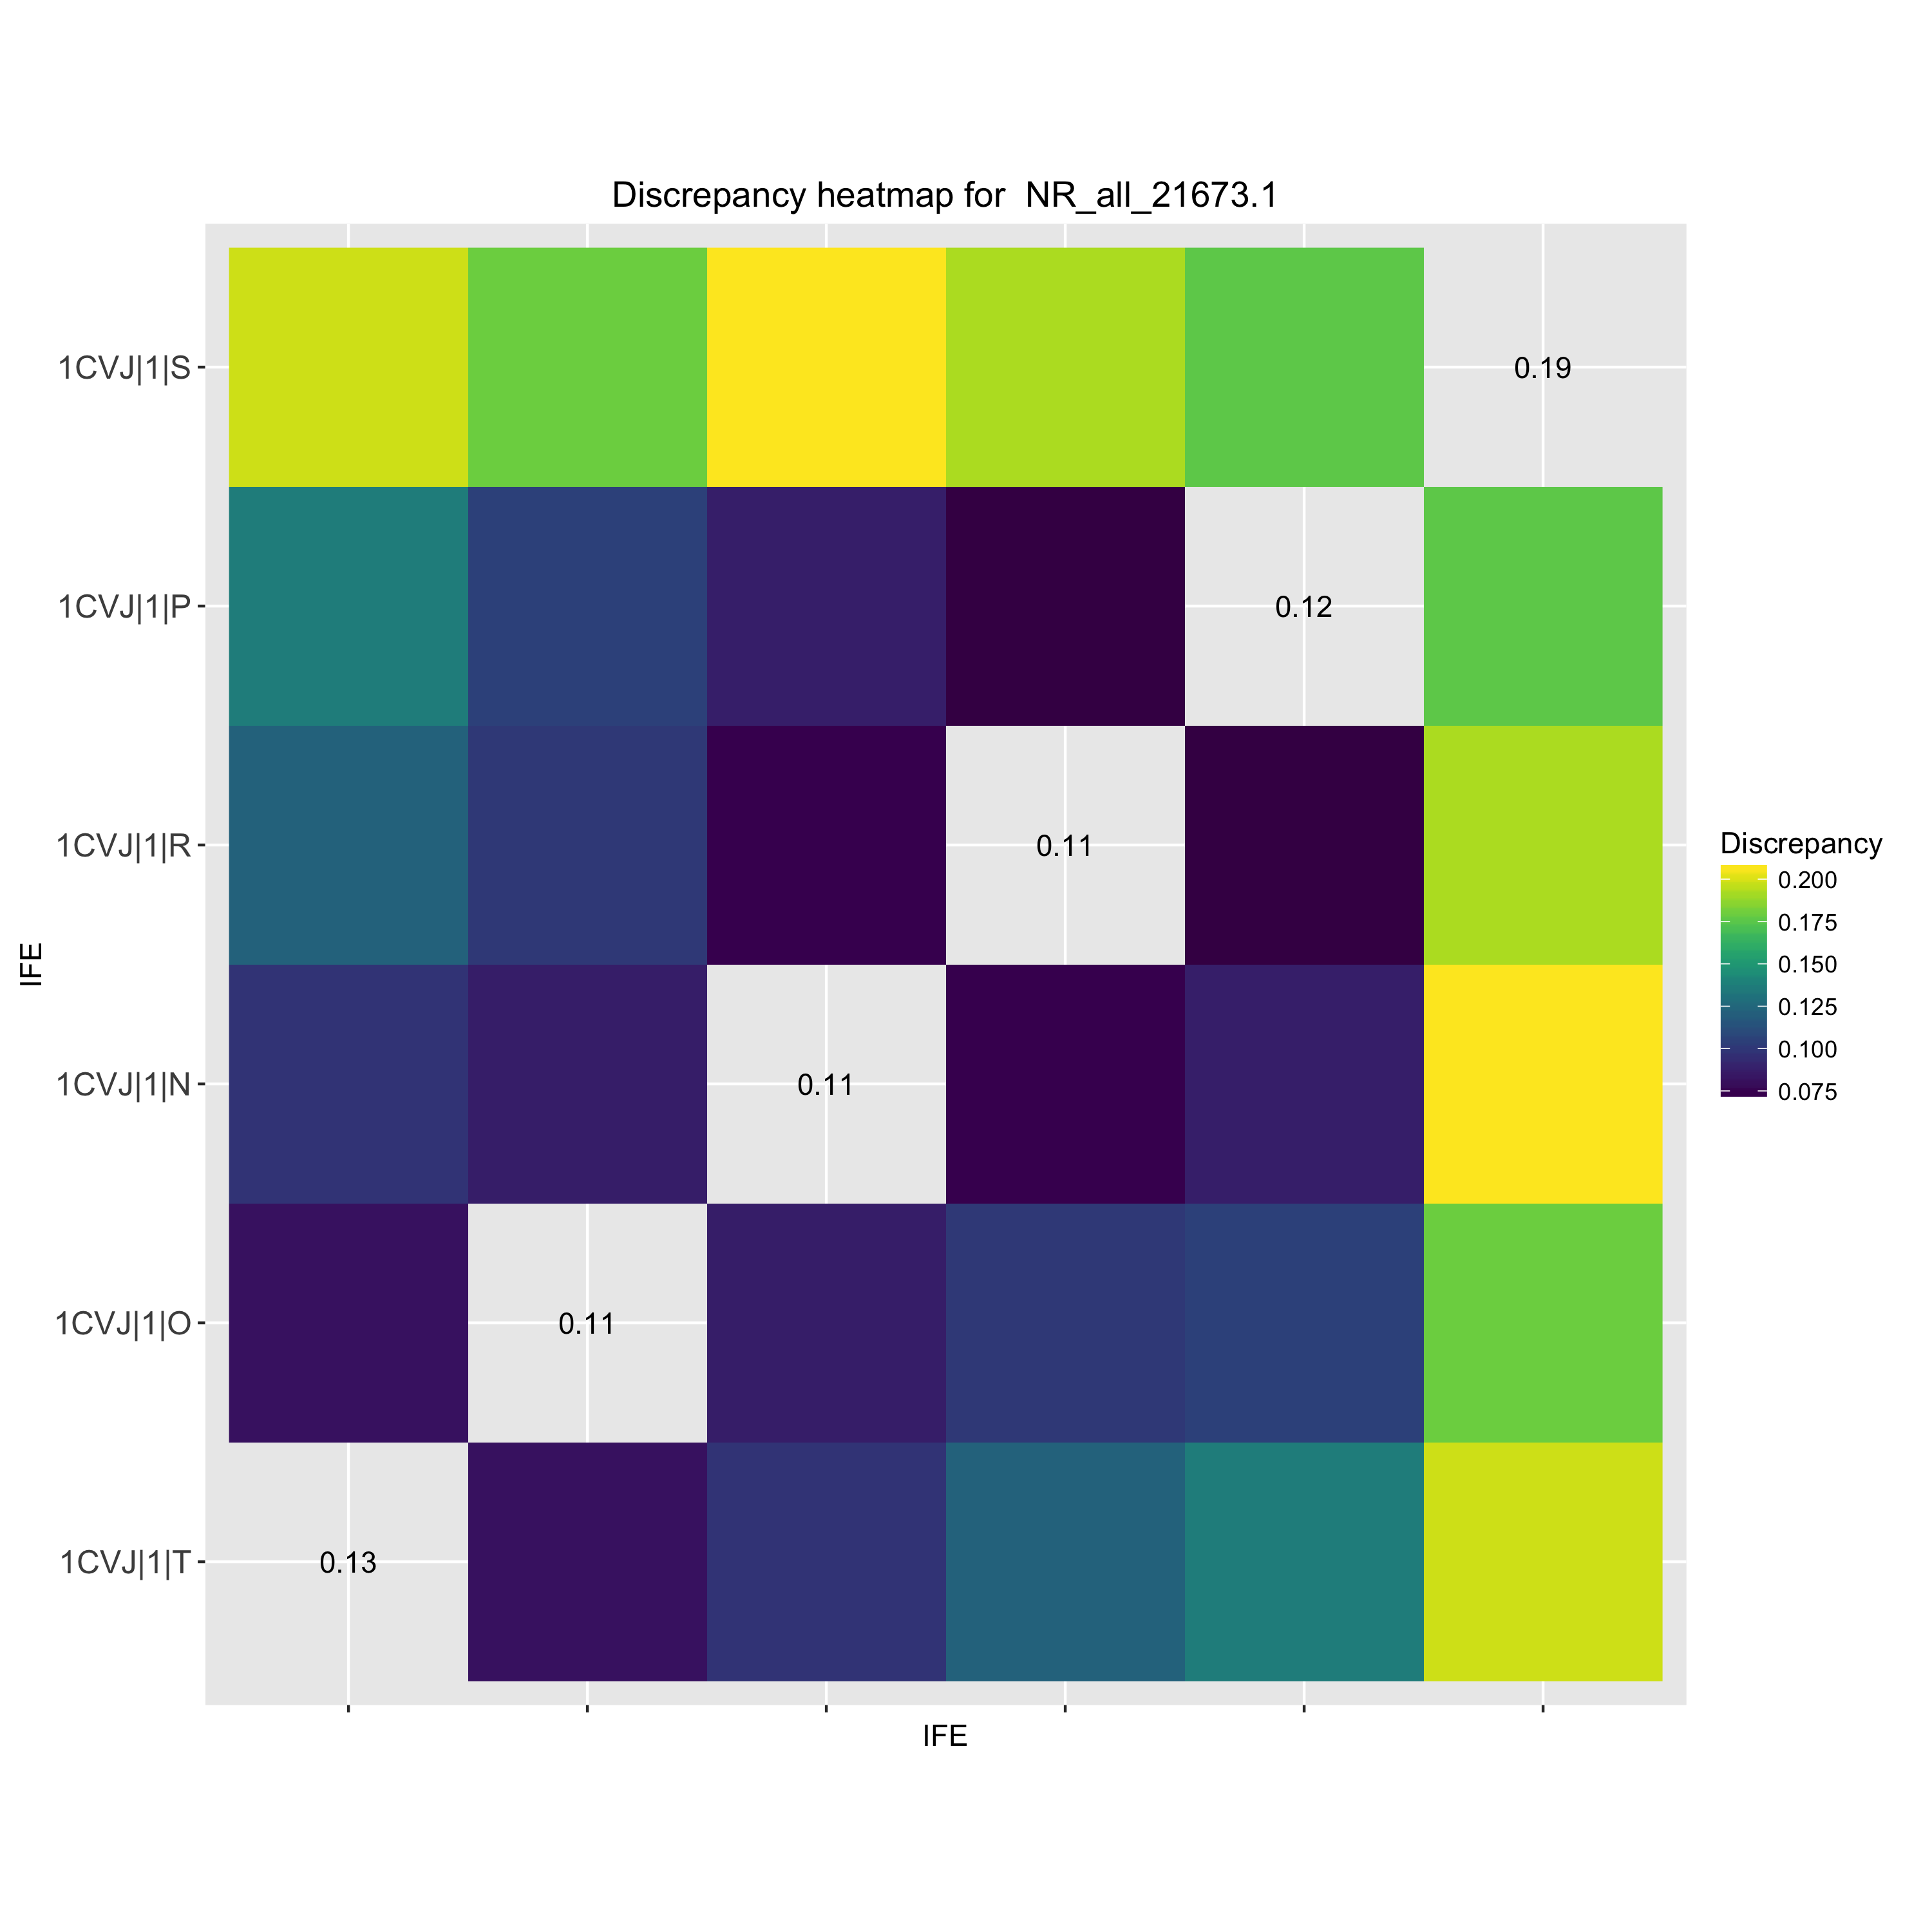 Discrepancy heatmap for  NR_all_21673.1
1CVJ|1|S
0.19
1CVJ|1|P
0.12
1CVJ|1|R
0.11
1CVJ|1|N
0.11
1CVJ|1|O
0.11
1CVJ|1|T
0.13
IFE
IFE
Discrepancy
0.200
0.175
0.150
0.125
0.100
0.075